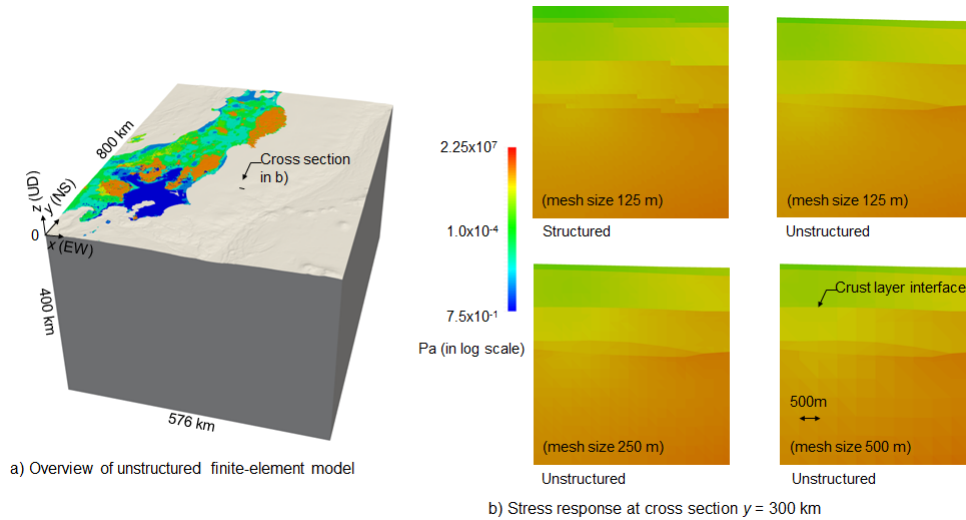 800 km
Cross section
in b)
z (UD)
y (NS)
0
x (EW)
400 km
576 km
a) Overview of unstructured finite-element model
2.25x10⁷
1.0x10⁻⁴
7.5x10⁻¹
Pa (in log scale)
(mesh size 125 m)
Structured
(mesh size 125 m)
Unstructured
(mesh size 250 m)
Unstructured
Crust layer interface
500m
(mesh size 500 m)
Unstructured
b) Stress response at cross section y = 300 km